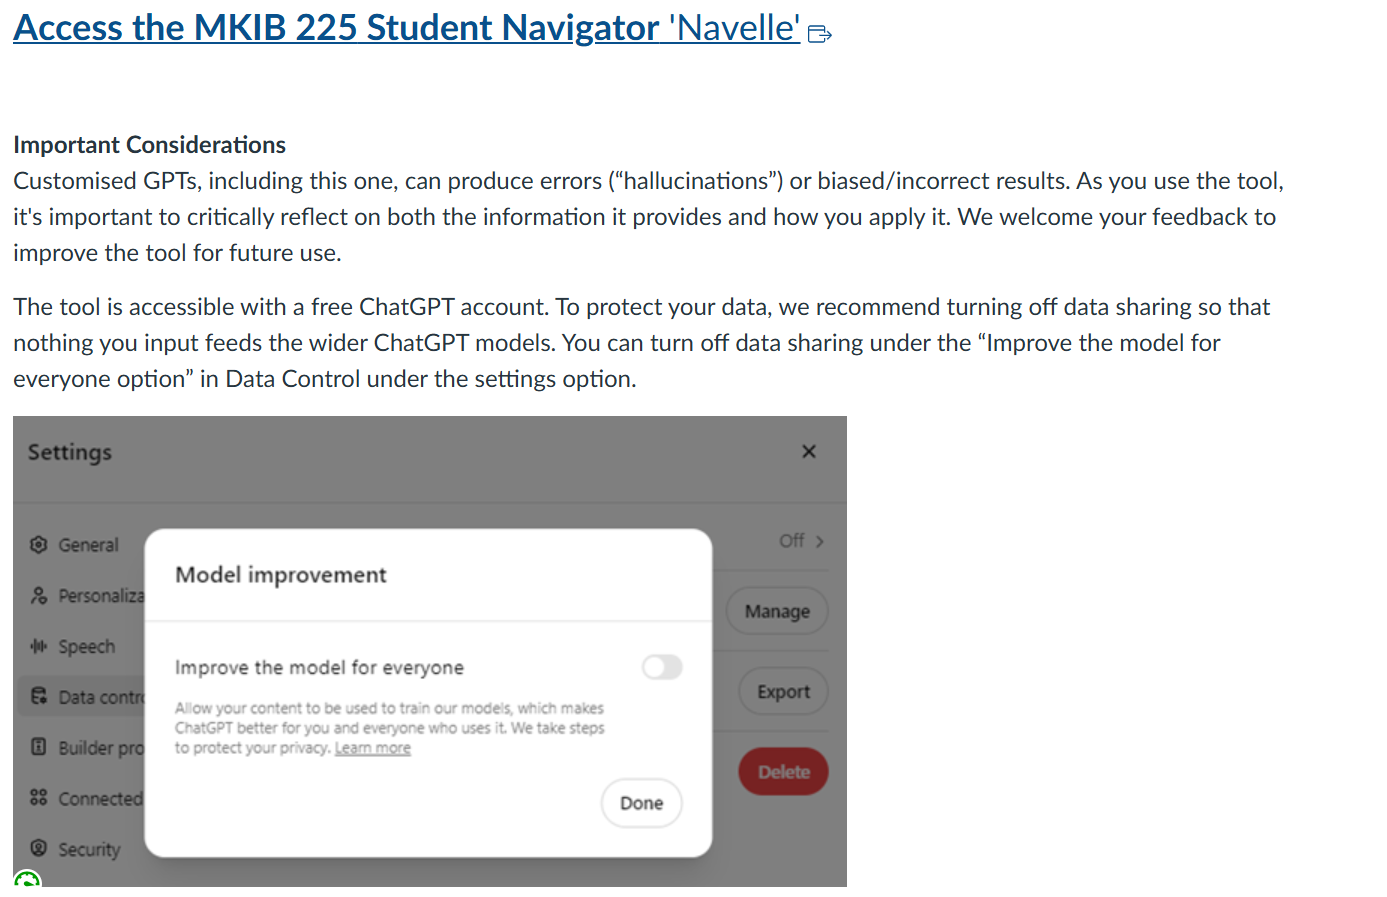 Access the MKIB 225 Student Navigator 'Navelle'
Important Considerations
Customised GPTs, including this one, can produce errors (“hallucinations”) or biased/incorrect results. As you use the tool,
it's important to critically reflect on both the information it provides and how you apply it. We welcome your feedback to
improve the tool for future use.
The tool is accessible with a free ChatGPT account. To protect your data, we recommend turning off data sharing so that
nothing you input feeds the wider ChatGPT models. You can turn off data sharing under the “Improve the model for
everyone option” in Data Control under the settings option.
Settings
General
Off
Model improvement
Personaliza
Manage
Speech
Improve the model for everyone
Data contro
Export
Allow your content to be used to train our models, which makes
ChatGPT better for you and everyone who uses it. We take steps
to protect your privacy. Learn more
Builder pro
Delete
Connected
Done
Security